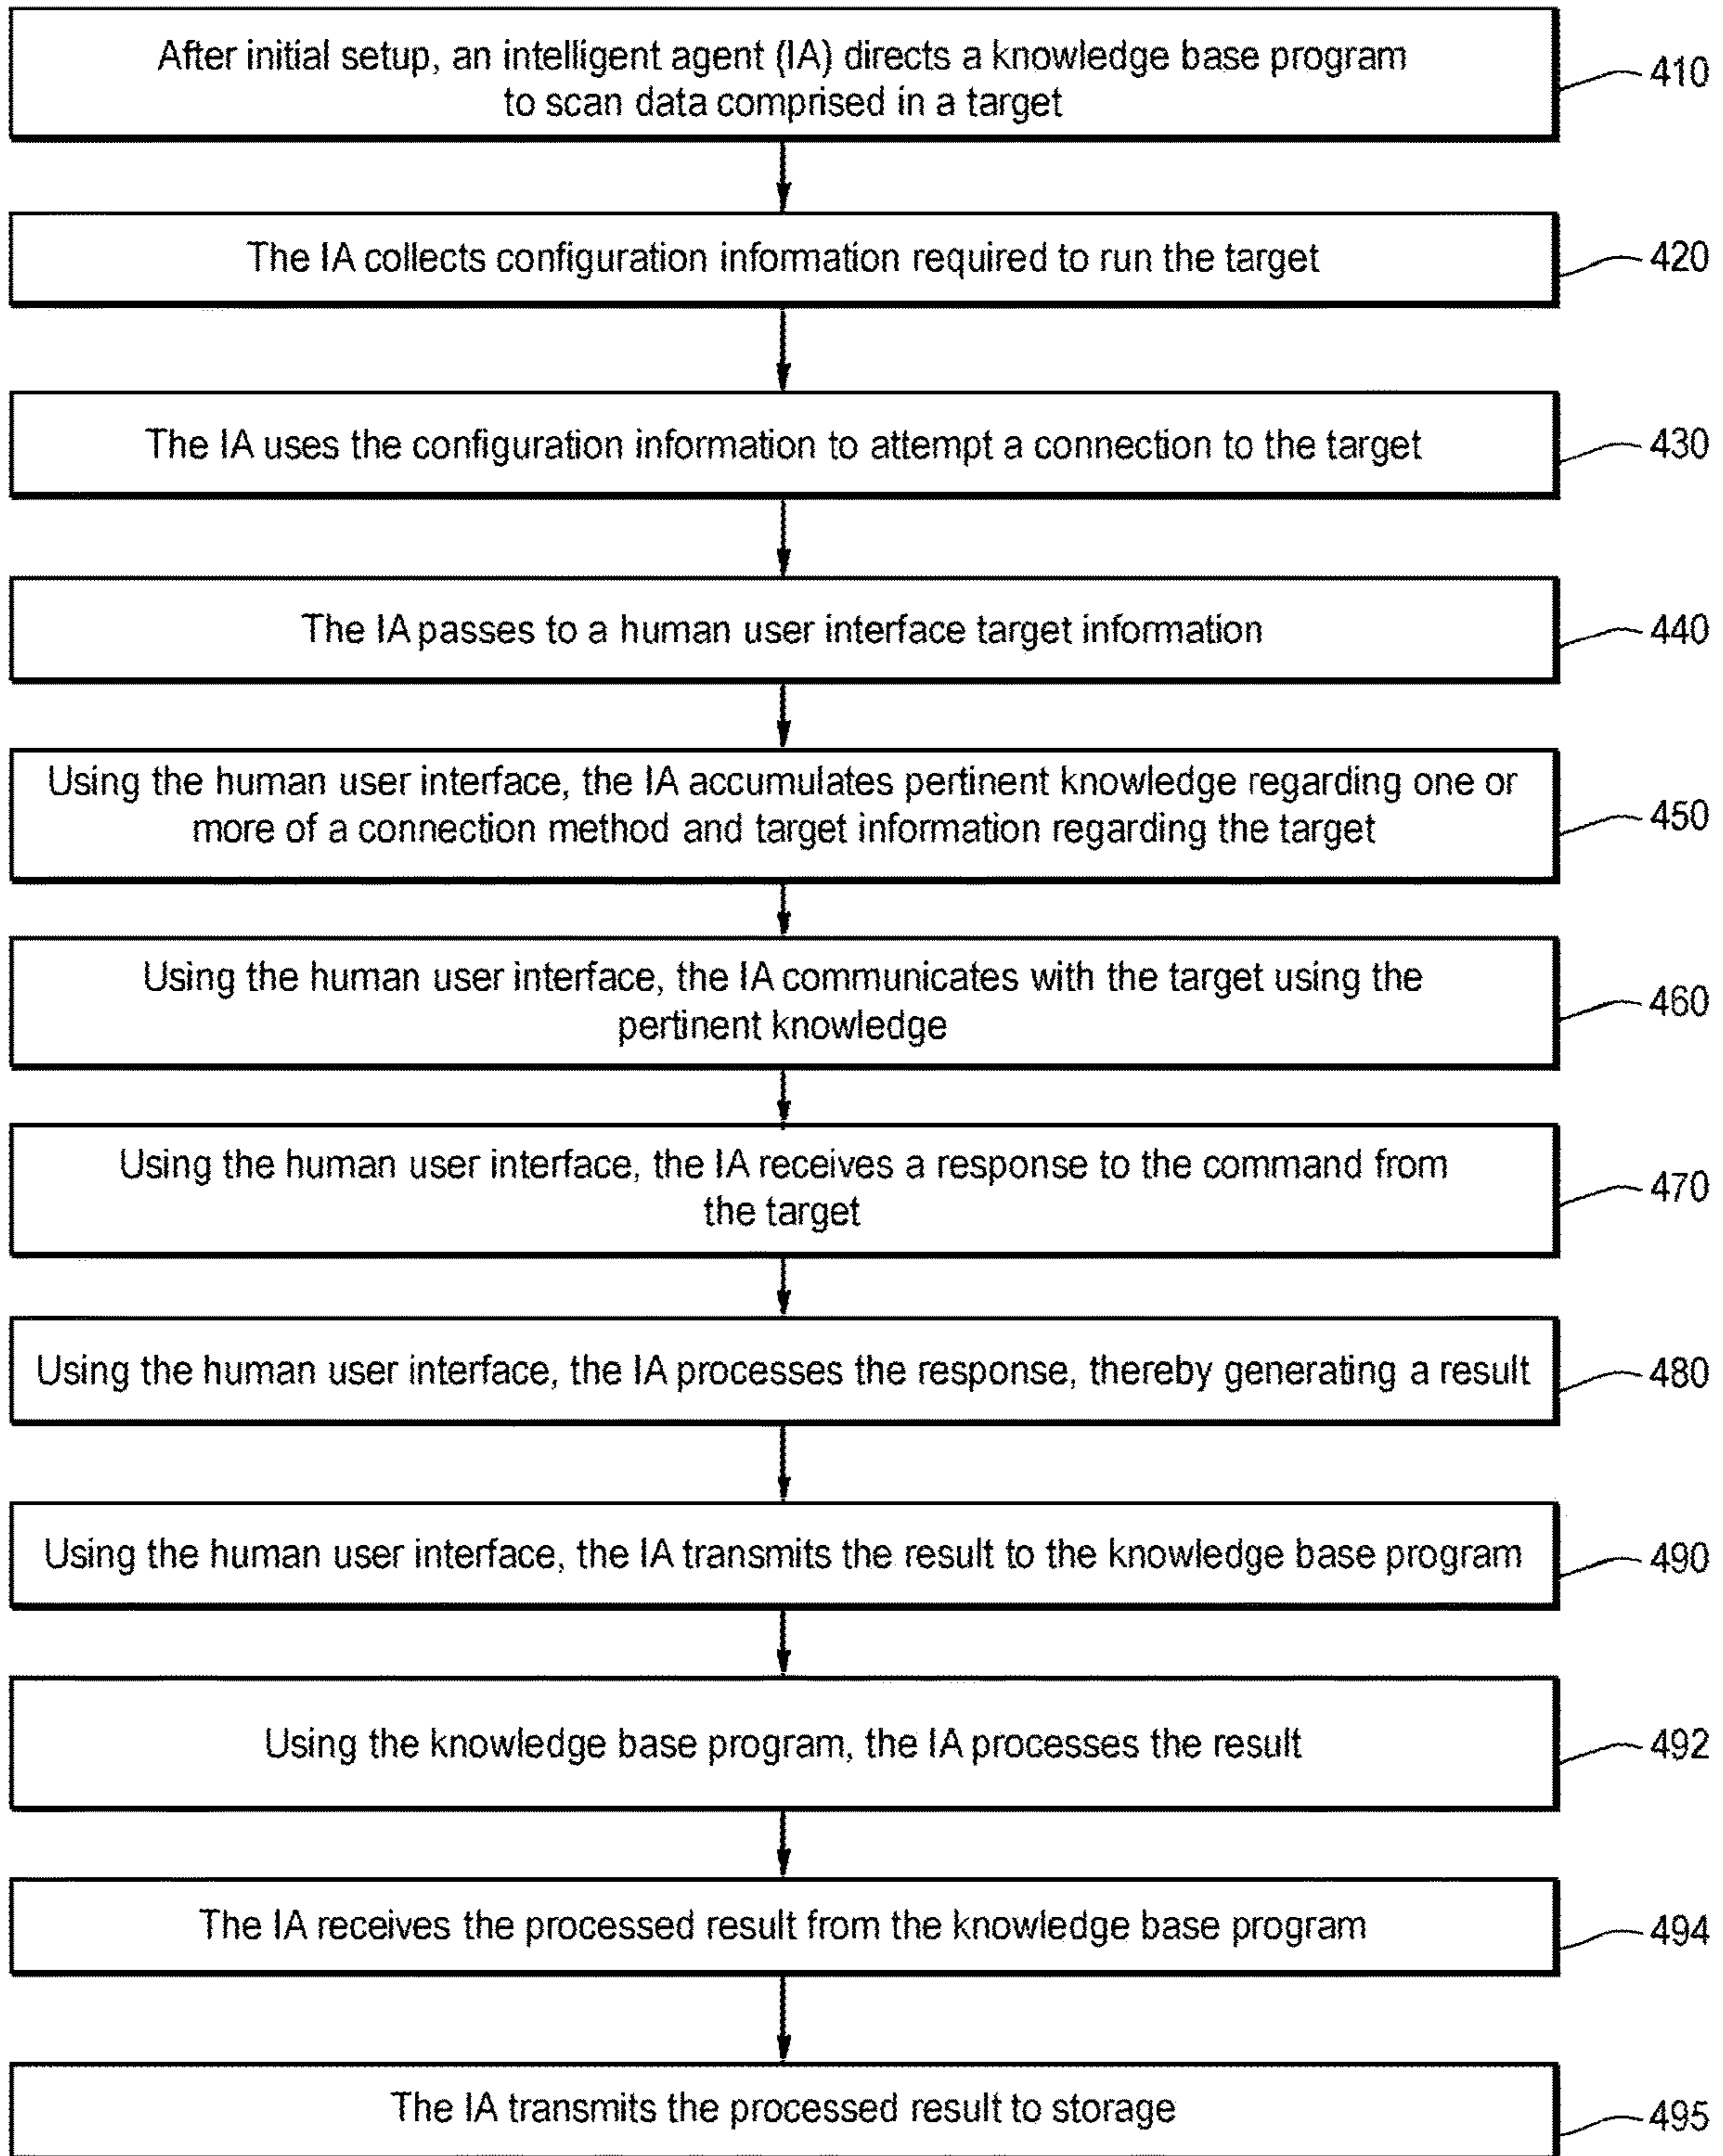 After initial setup, an intelligent agent (IA) directs a knowledge base program
to scan data comprised in a target
410
The IA collects configuration information required to run the target
420
The IA uses the configuration information to attempt a connection to the target
430
The IA passes to a human user interface target information
440
Using the human user interface, the IA accumulates pertinent knowledge regarding one or
more of a connection method and target information regarding the target
450
Using the human user interface, the IA communicates with the target using the
pertinent knowledge
460
Using the human user interface, the IA receives a response to the command from
the target
470
Using the human user interface, the IA processes the response, thereby generating a result
480
Using the human user interface, the IA transmits the result to the knowledge base program
490
Using the knowledge base program, the IA processes the result
492
The IA receives the processed result from the knowledge base program
494
The IA transmits the processed result to storage
495